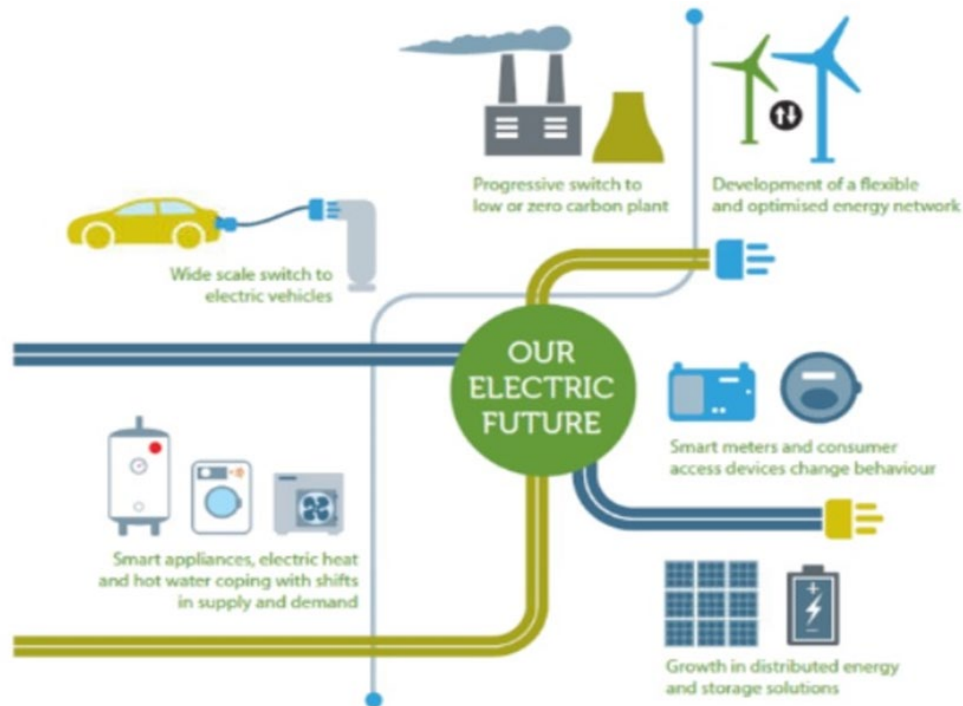 Progressive switch to
low or zero carbon plant
Development of a flexible
and optimised energy network
Wide scale switch to
electric vehicles
OUR
ELECTRIC
FUTURE
Smart meters and consumer
access devices change behaviour
Smart appliances, electric heat
and hot water coping with shifts
in supply and demand
Growth in distributed energy
and storage solutions